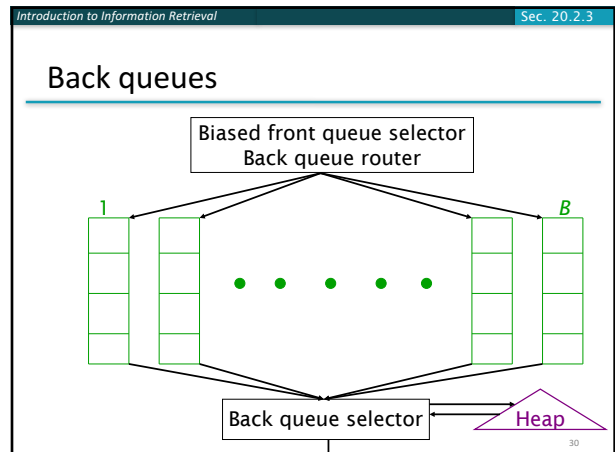 Introduction to Information Retrieval
Sec. 20.2.3
Back queues
Biased front queue selector
Back queue router
1
B
Back queue selector
Heap
30